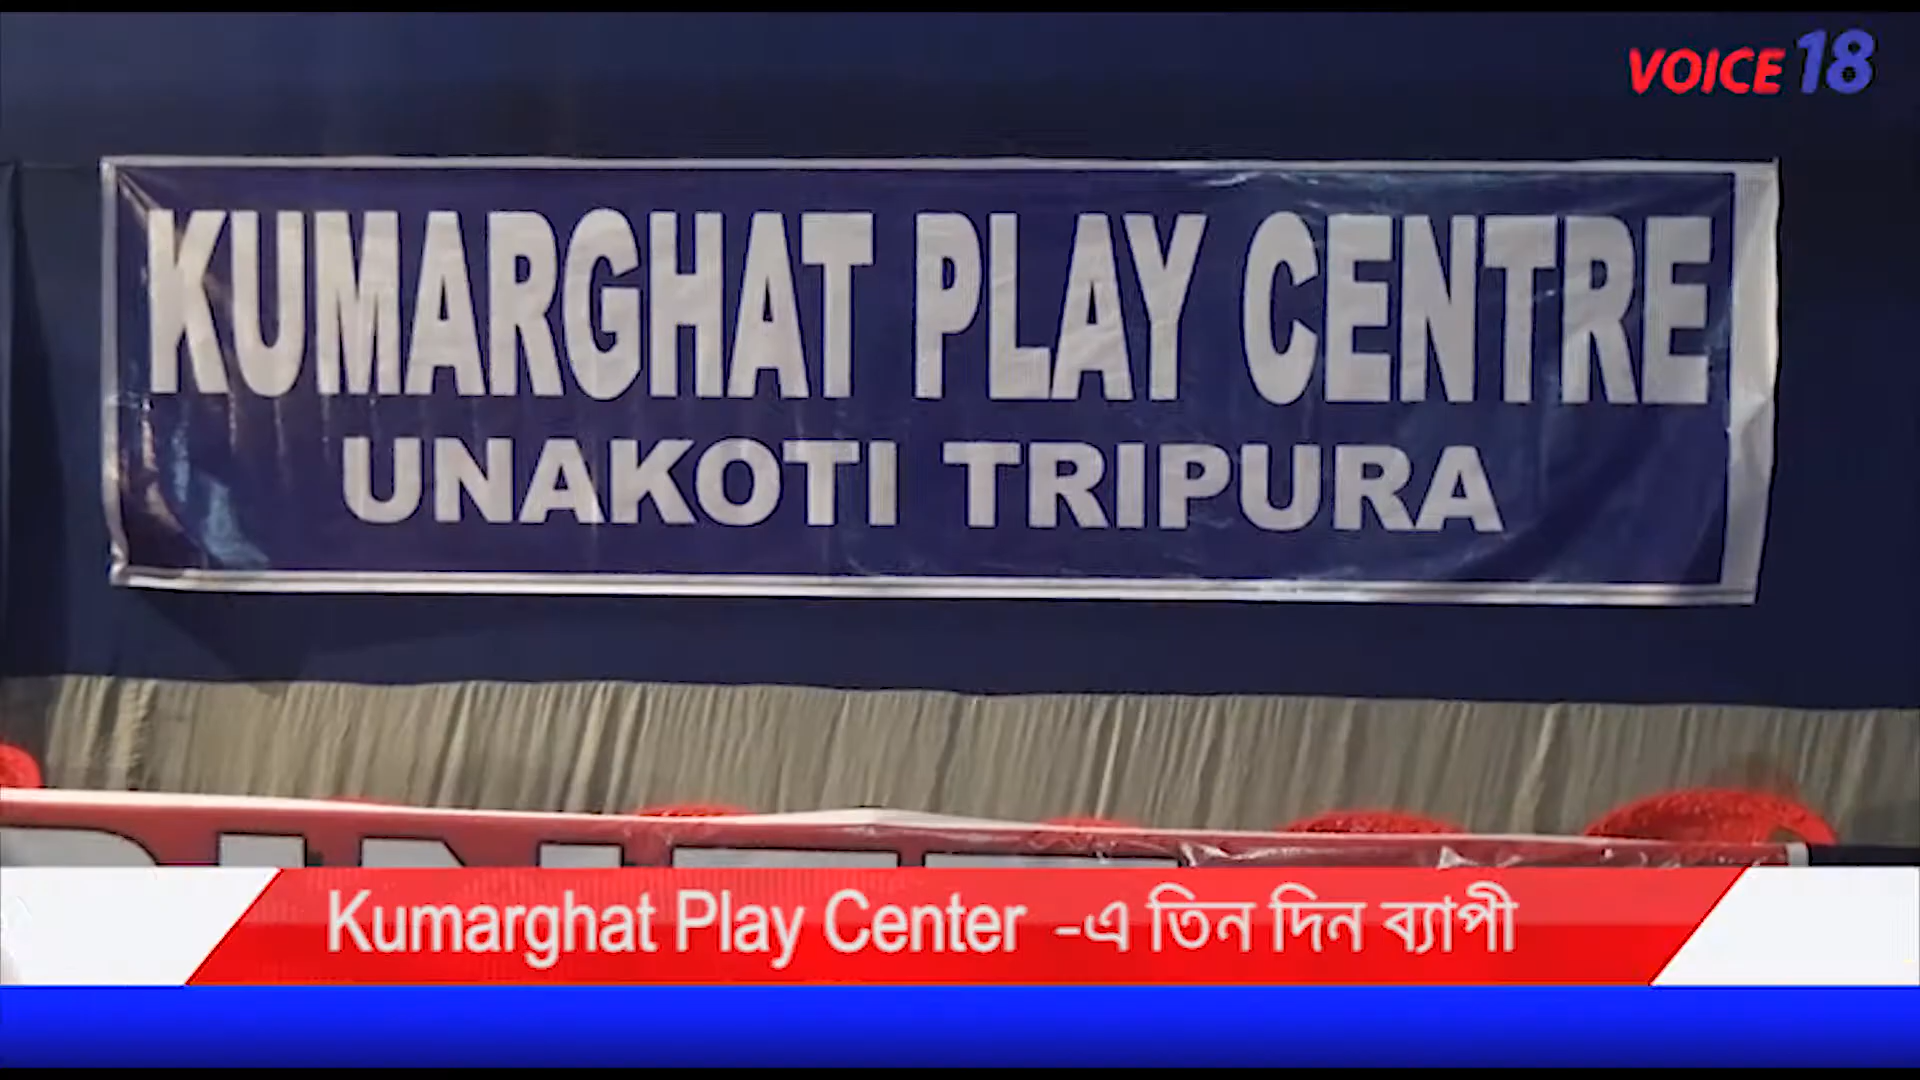 VOICE 18
KUMARGHAT PLAY CENTRE
UNAKOTI TRIPURA
Kumarghat Play Center -এ তিন দিন ব্যাপী